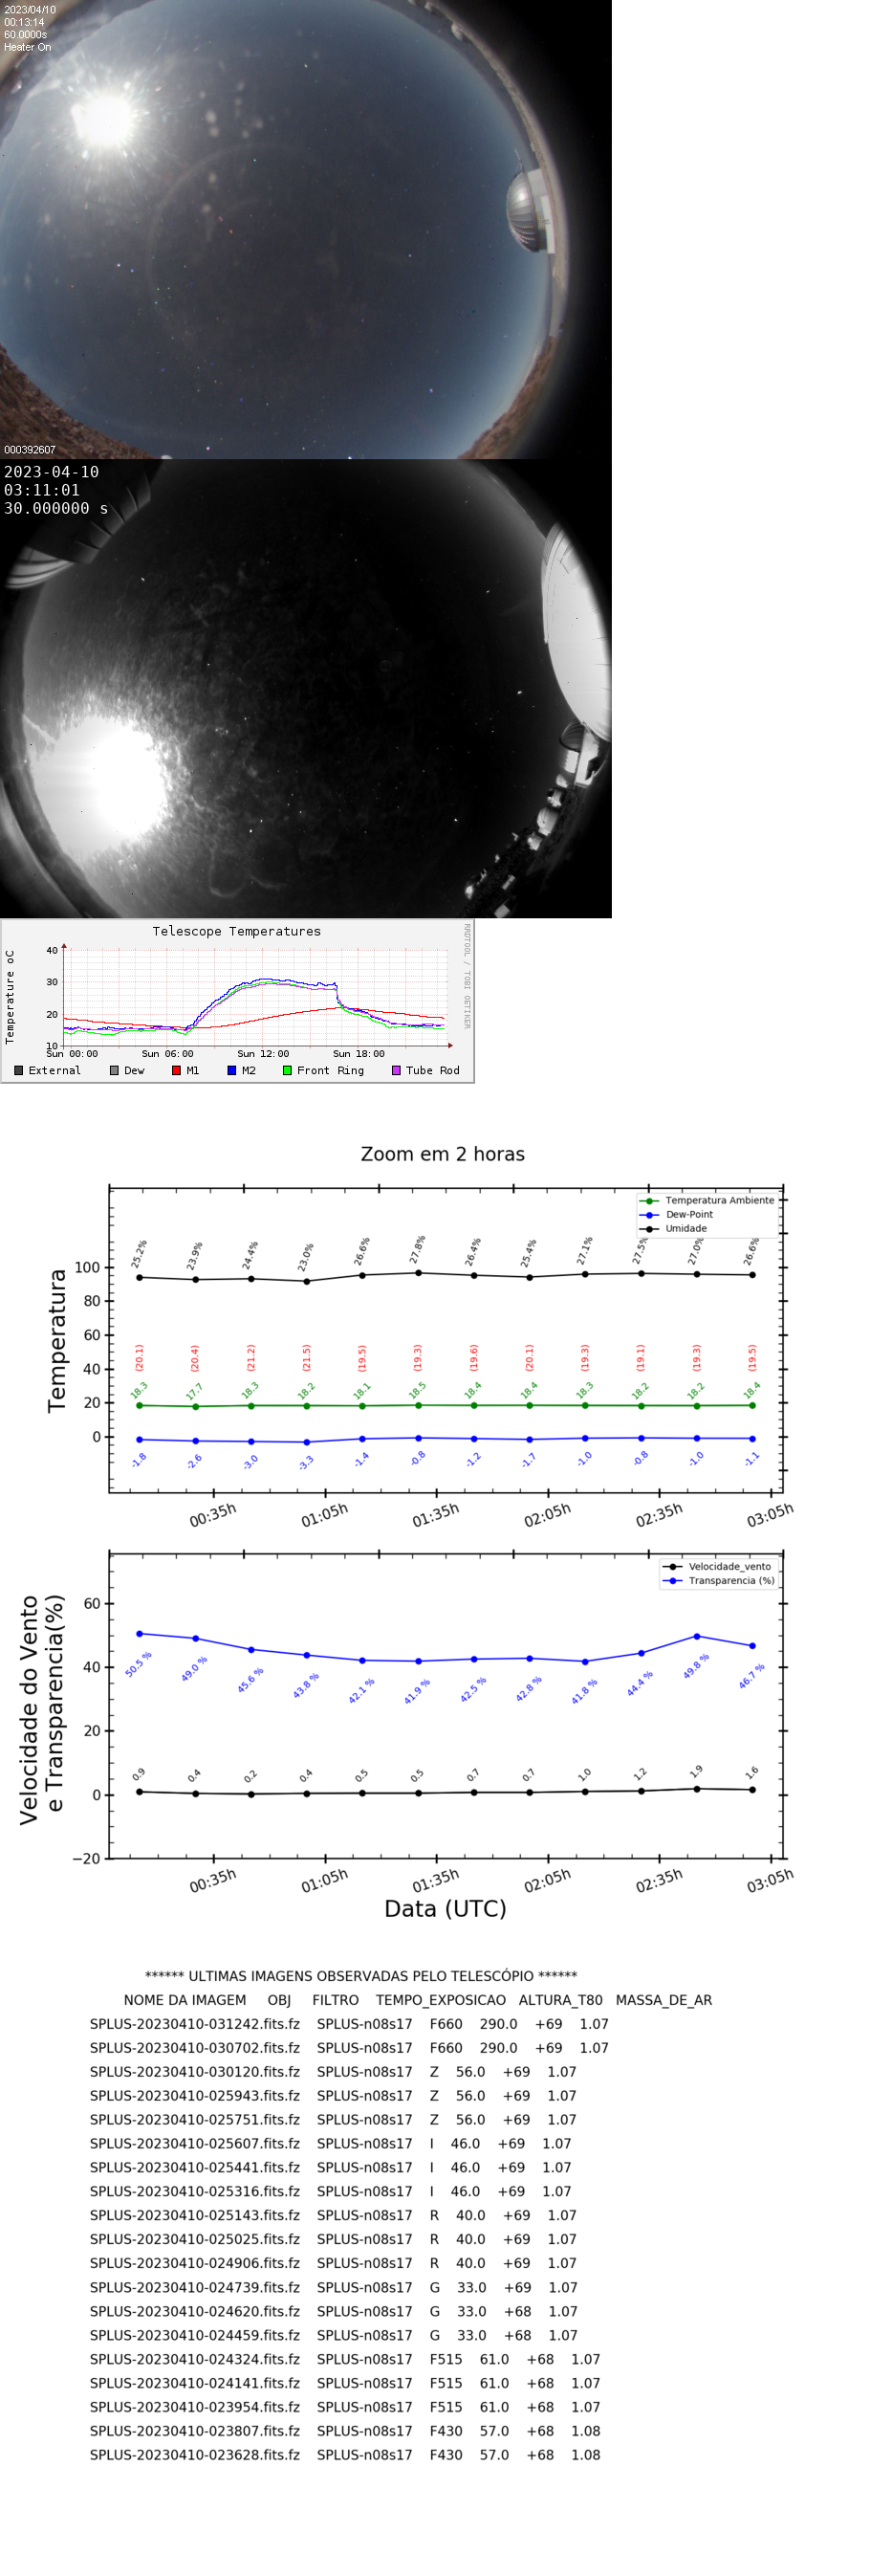 2023/04/10
00:13:14
60.0000s
Heater On
000392607
2023-04-10
03:11:01
30.000000 s
Telescope Temperatures
RRDTOOL / TOBI OETIKER
Temperature oC
40
30
20
10
Sun 00:00 Sun 06:00 Sun 12:00 Sun 18:00
External Dew M1 M2 Front Ring Tube Rod
Zoom em 2 horas
Temperatura Ambiente
Dew-Point
Umidade
Temperatura
100
80
60
40
20
0
25.2% 23.9% 24.4% 23.0% 26.6% 27.8% 26.4% 25.4% 27.1% 27.5% 27.0% 26.6%
(20.1) (20.4) (21.2) (21.5) (19.5) (19.3) (19.6) (20.1) (19.3) (19.1) (19.3) (19.5)
18.3 17.7 18.3 18.2 18.1 18.5 18.4 18.4 18.3 18.2 18.2 18.4
-1.8 -2.6 -3.0 -3.3 -1.4 -0.8 -1.2 -1.7 -1.0 -0.8 -1.0 -1.1
00:35h 01:05h 01:35h 02:05h 02:35h 03:05h
Velocidade_vento
Transparencia (%)
Velocidade do Vento
e Transparencia(%)
60
40
20
0
−20
50.5 % 49.0 % 45.6 % 43.8 % 42.1 % 41.9 % 42.5 % 42.8 % 41.8 % 44.4 % 49.8 % 46.7 %
0.9 0.4 0.2 0.4 0.5 0.5 0.7 0.7 1.0 1.2 1.9 1.6
00:35h 01:05h 01:35h 02:05h 02:35h 03:05h
Data (UTC)
****** ULTIMAS IMAGENS OBSERVADAS PELO TELESCÓPIO ******
NOME DA IMAGEM OBJ FILTRO TEMPO_EXPOSICAO ALTURA_T80 MASSA_DE_AR
SPLUS-20230410-031242.fits.fz SPLUS-n08s17 F660 290.0 +69 1.07
SPLUS-20230410-030702.fits.fz SPLUS-n08s17 F660 290.0 +69 1.07
SPLUS-20230410-030120.fits.fz SPLUS-n08s17 Z 56.0 +69 1.07
SPLUS-20230410-025943.fits.fz SPLUS-n08s17 Z 56.0 +69 1.07
SPLUS-20230410-025751.fits.fz SPLUS-n08s17 Z 56.0 +69 1.07
SPLUS-20230410-025607.fits.fz SPLUS-n08s17 I 46.0 +69 1.07
SPLUS-20230410-025441.fits.fz SPLUS-n08s17 I 46.0 +69 1.07
SPLUS-20230410-025316.fits.fz SPLUS-n08s17 I 46.0 +69 1.07
SPLUS-20230410-025143.fits.fz SPLUS-n08s17 R 40.0 +69 1.07
SPLUS-20230410-025025.fits.fz SPLUS-n08s17 R 40.0 +69 1.07
SPLUS-20230410-024906.fits.fz SPLUS-n08s17 R 40.0 +69 1.07
SPLUS-20230410-024739.fits.fz SPLUS-n08s17 G 33.0 +69 1.07
SPLUS-20230410-024620.fits.fz SPLUS-n08s17 G 33.0 +68 1.07
SPLUS-20230410-024459.fits.fz SPLUS-n08s17 G 33.0 +68 1.07
SPLUS-20230410-024324.fits.fz SPLUS-n08s17 F515 61.0 +68 1.07
SPLUS-20230410-024141.fits.fz SPLUS-n08s17 F515 61.0 +68 1.07
SPLUS-20230410-023954.fits.fz SPLUS-n08s17 F515 61.0 +68 1.07
SPLUS-20230410-023807.fits.fz SPLUS-n08s17 F430 57.0 +68 1.08
SPLUS-20230410-023628.fits.fz SPLUS-n08s17 F430 57.0 +68 1.08